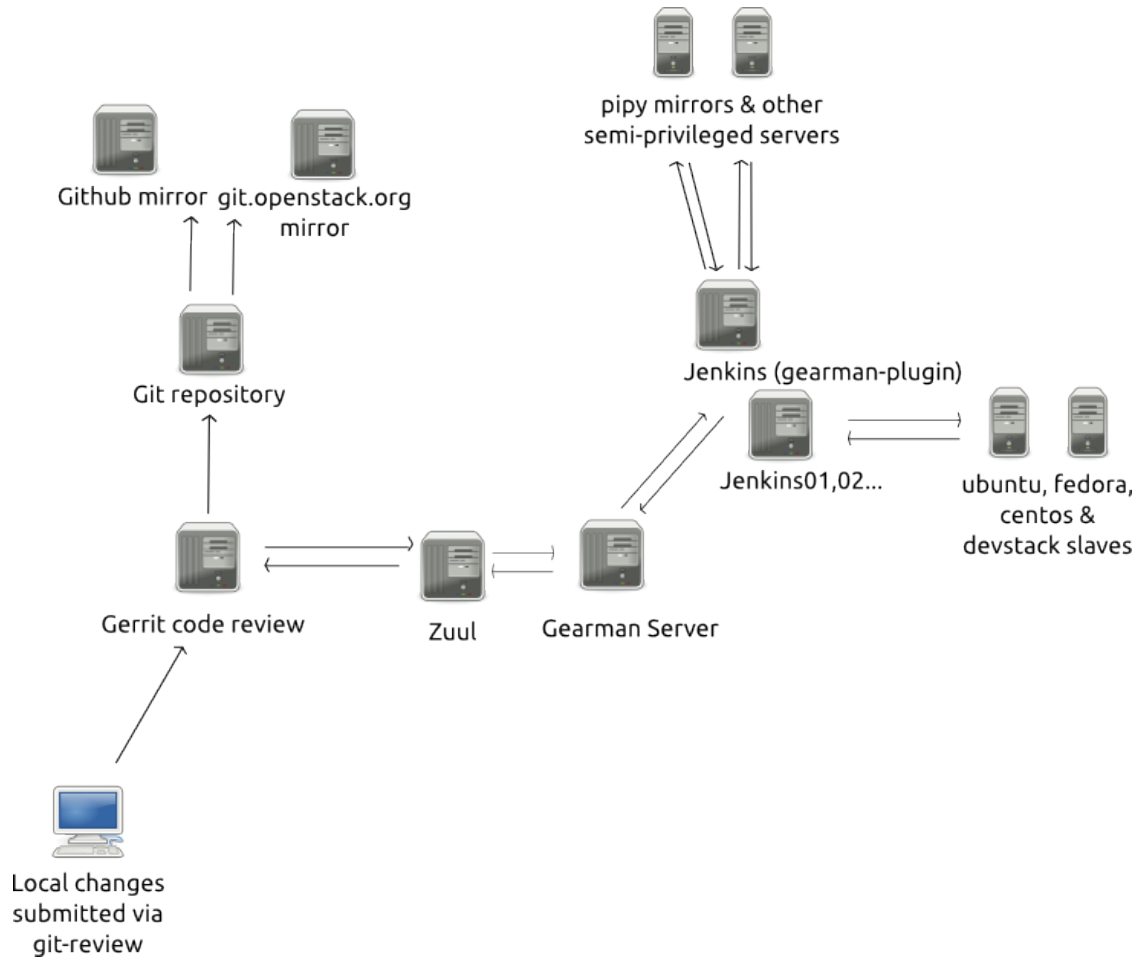 pipy mirrors & other
semi-privileged servers
Github mirror
git.openstack.org
mirror
Git repository
Jenkins (gearman-plugin)
Jenkins01,02...
ubuntu, fedora,
centos &
devstack slaves
Gerrit code review
Zuul
Gearman Server
Local changes
submitted via
git-review